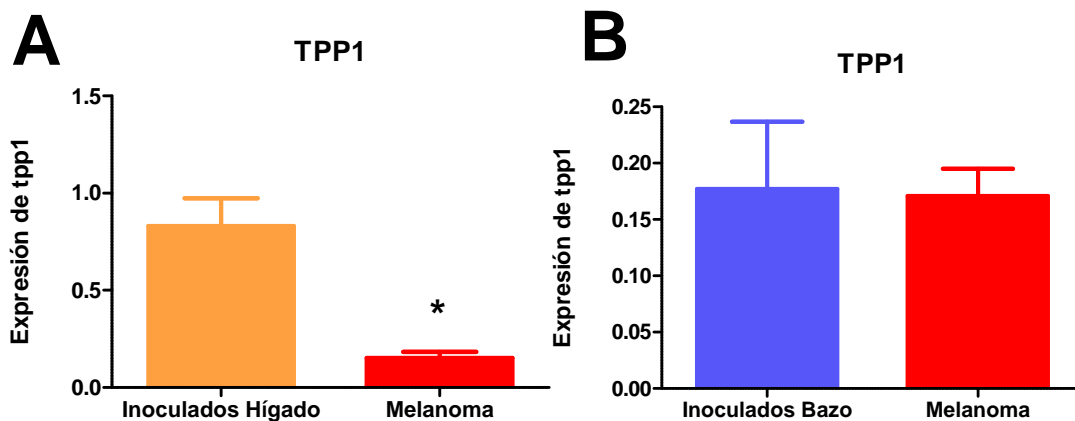 A
TPP1
Expresión de tpp1
1.5
1.0
0.5
0.0
*
Inoculados Hígado
Melanoma
B
TPP1
Expresión de tpp1
0.25
0.20
0.15
0.10
0.05
0.00
Inoculados Bazo
Melanoma